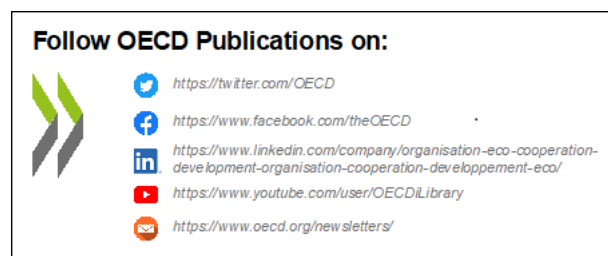 Follow OECD Publications on:
https://twitter.com/OECD
https://www.facebook.com/theOECD
in
https://www.linkedin.com/company/organisation-eco-cooperation-
development-organisation-cooperation-developpement-eco/
https://www.youtube.com/user/OECDiLibrary
https://www.oecd.org/newsletters/